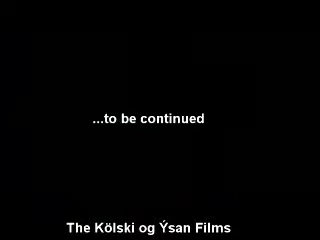 ...to be continued
The Kölski og Ýsan Films